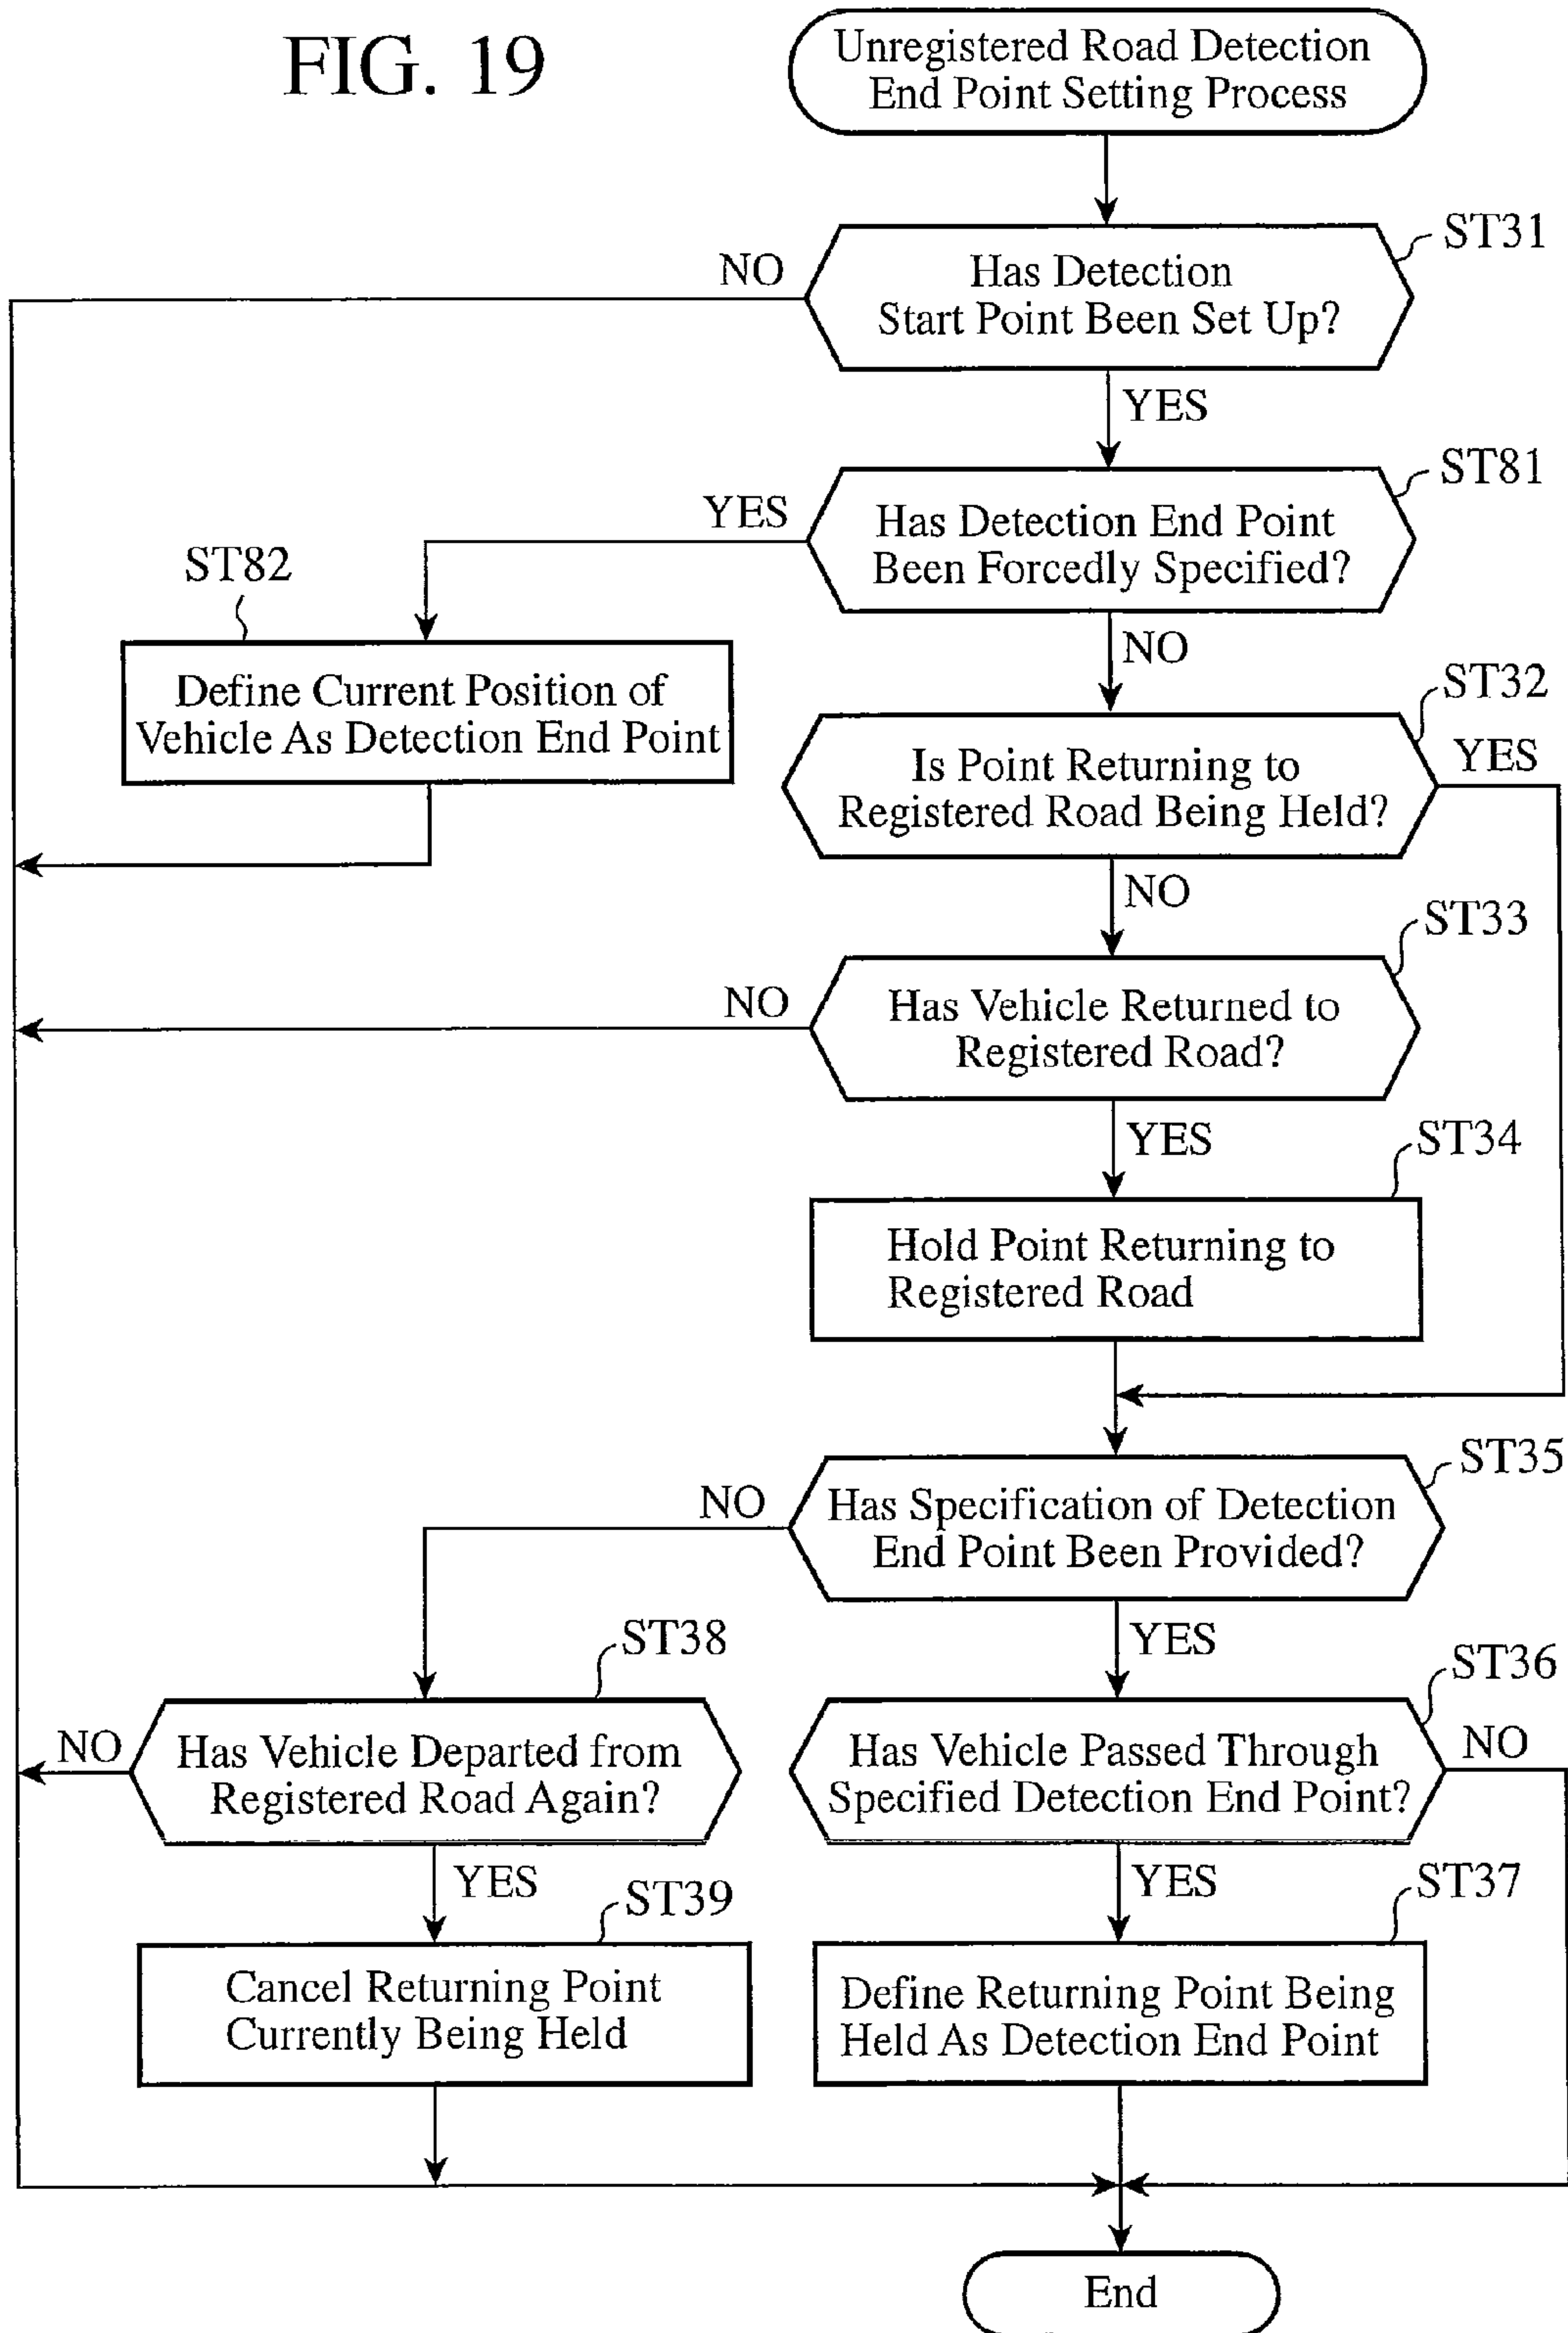 FIG. 19
Unregistered Road Detection
End Point Setting Process
ST31
NO
Has Detection
Start Point Been Set Up?
YES
ST81
YES
Has Detection End Point
Been Forcedly Specified?
ST82
NO
Define Current Position of
Vehicle As Detection End Point
ST32
YES
Is Point Returning to
Registered Road Being Held?
NO
ST33
NO
Has Vehicle Returned to
Registered Road?
YES
ST34
Hold Point Returning to
Registered Road
ST35
NO
Has Specification of Detection
End Point Been Provided?
ST38
YES
ST36
NO
Has Vehicle Departed from
Registered Road Again?
Has Vehicle Passed Through
Specified Detection End Point?
NO
YES
ST39
YES
ST37
Cancel Returning Point
Currently Being Held
Define Returning Point Being
Held As Detection End Point
End